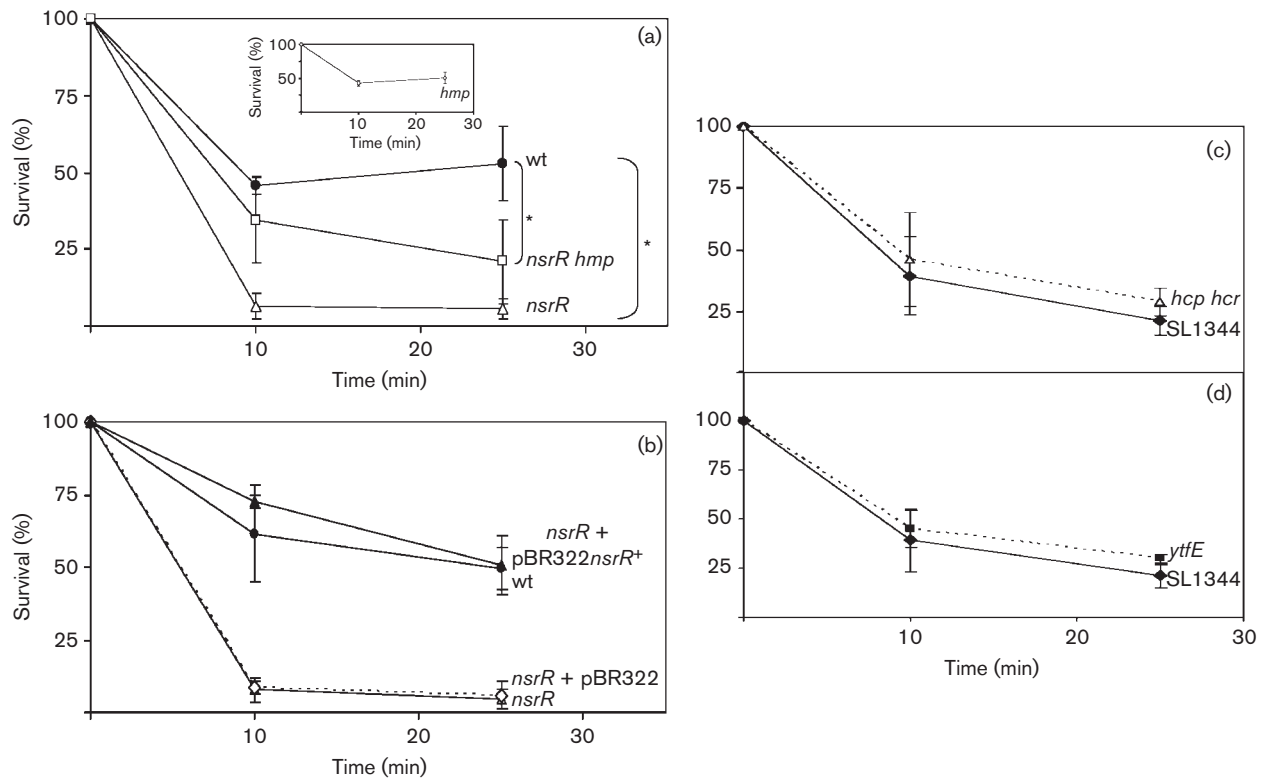 (a)
Survival (%)
100
75
50
25
10
20
30
Time (min)
Survival (%)
100
50
10
20
30
Time (min)
hmp
wt
*
nsrR hmp
*
nsrR
(b)
Survival (%)
100
75
50
25
10
20
30
Time (min)
nsrR +
pBR322nsrR+
wt
nsrR + pBR322
nsrR
(c)
100
75
50
25
hcp hcr
SL1344
(d)
100
75
50
25
ytfE
SL1344
10
20
30
Time (min)